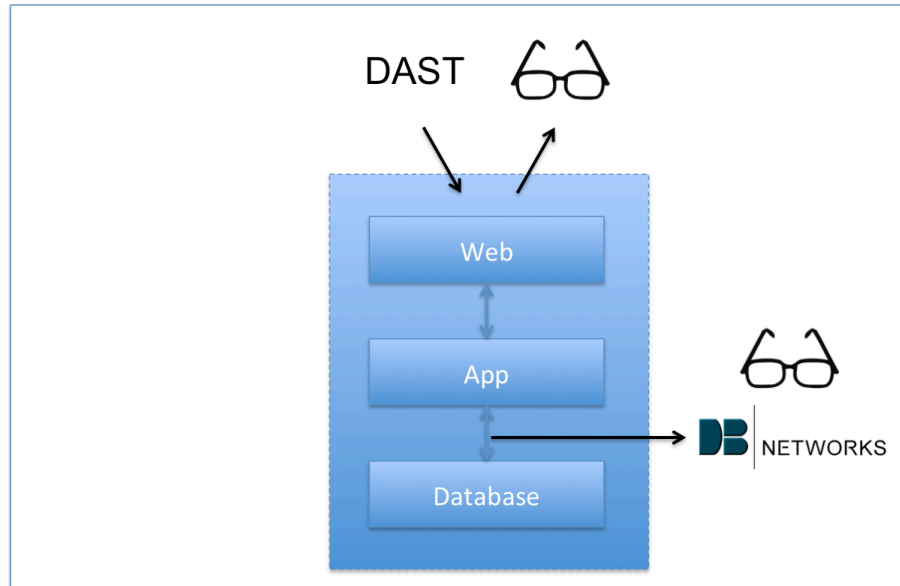 DAST
Web
App
DB
NETWORKS
Database